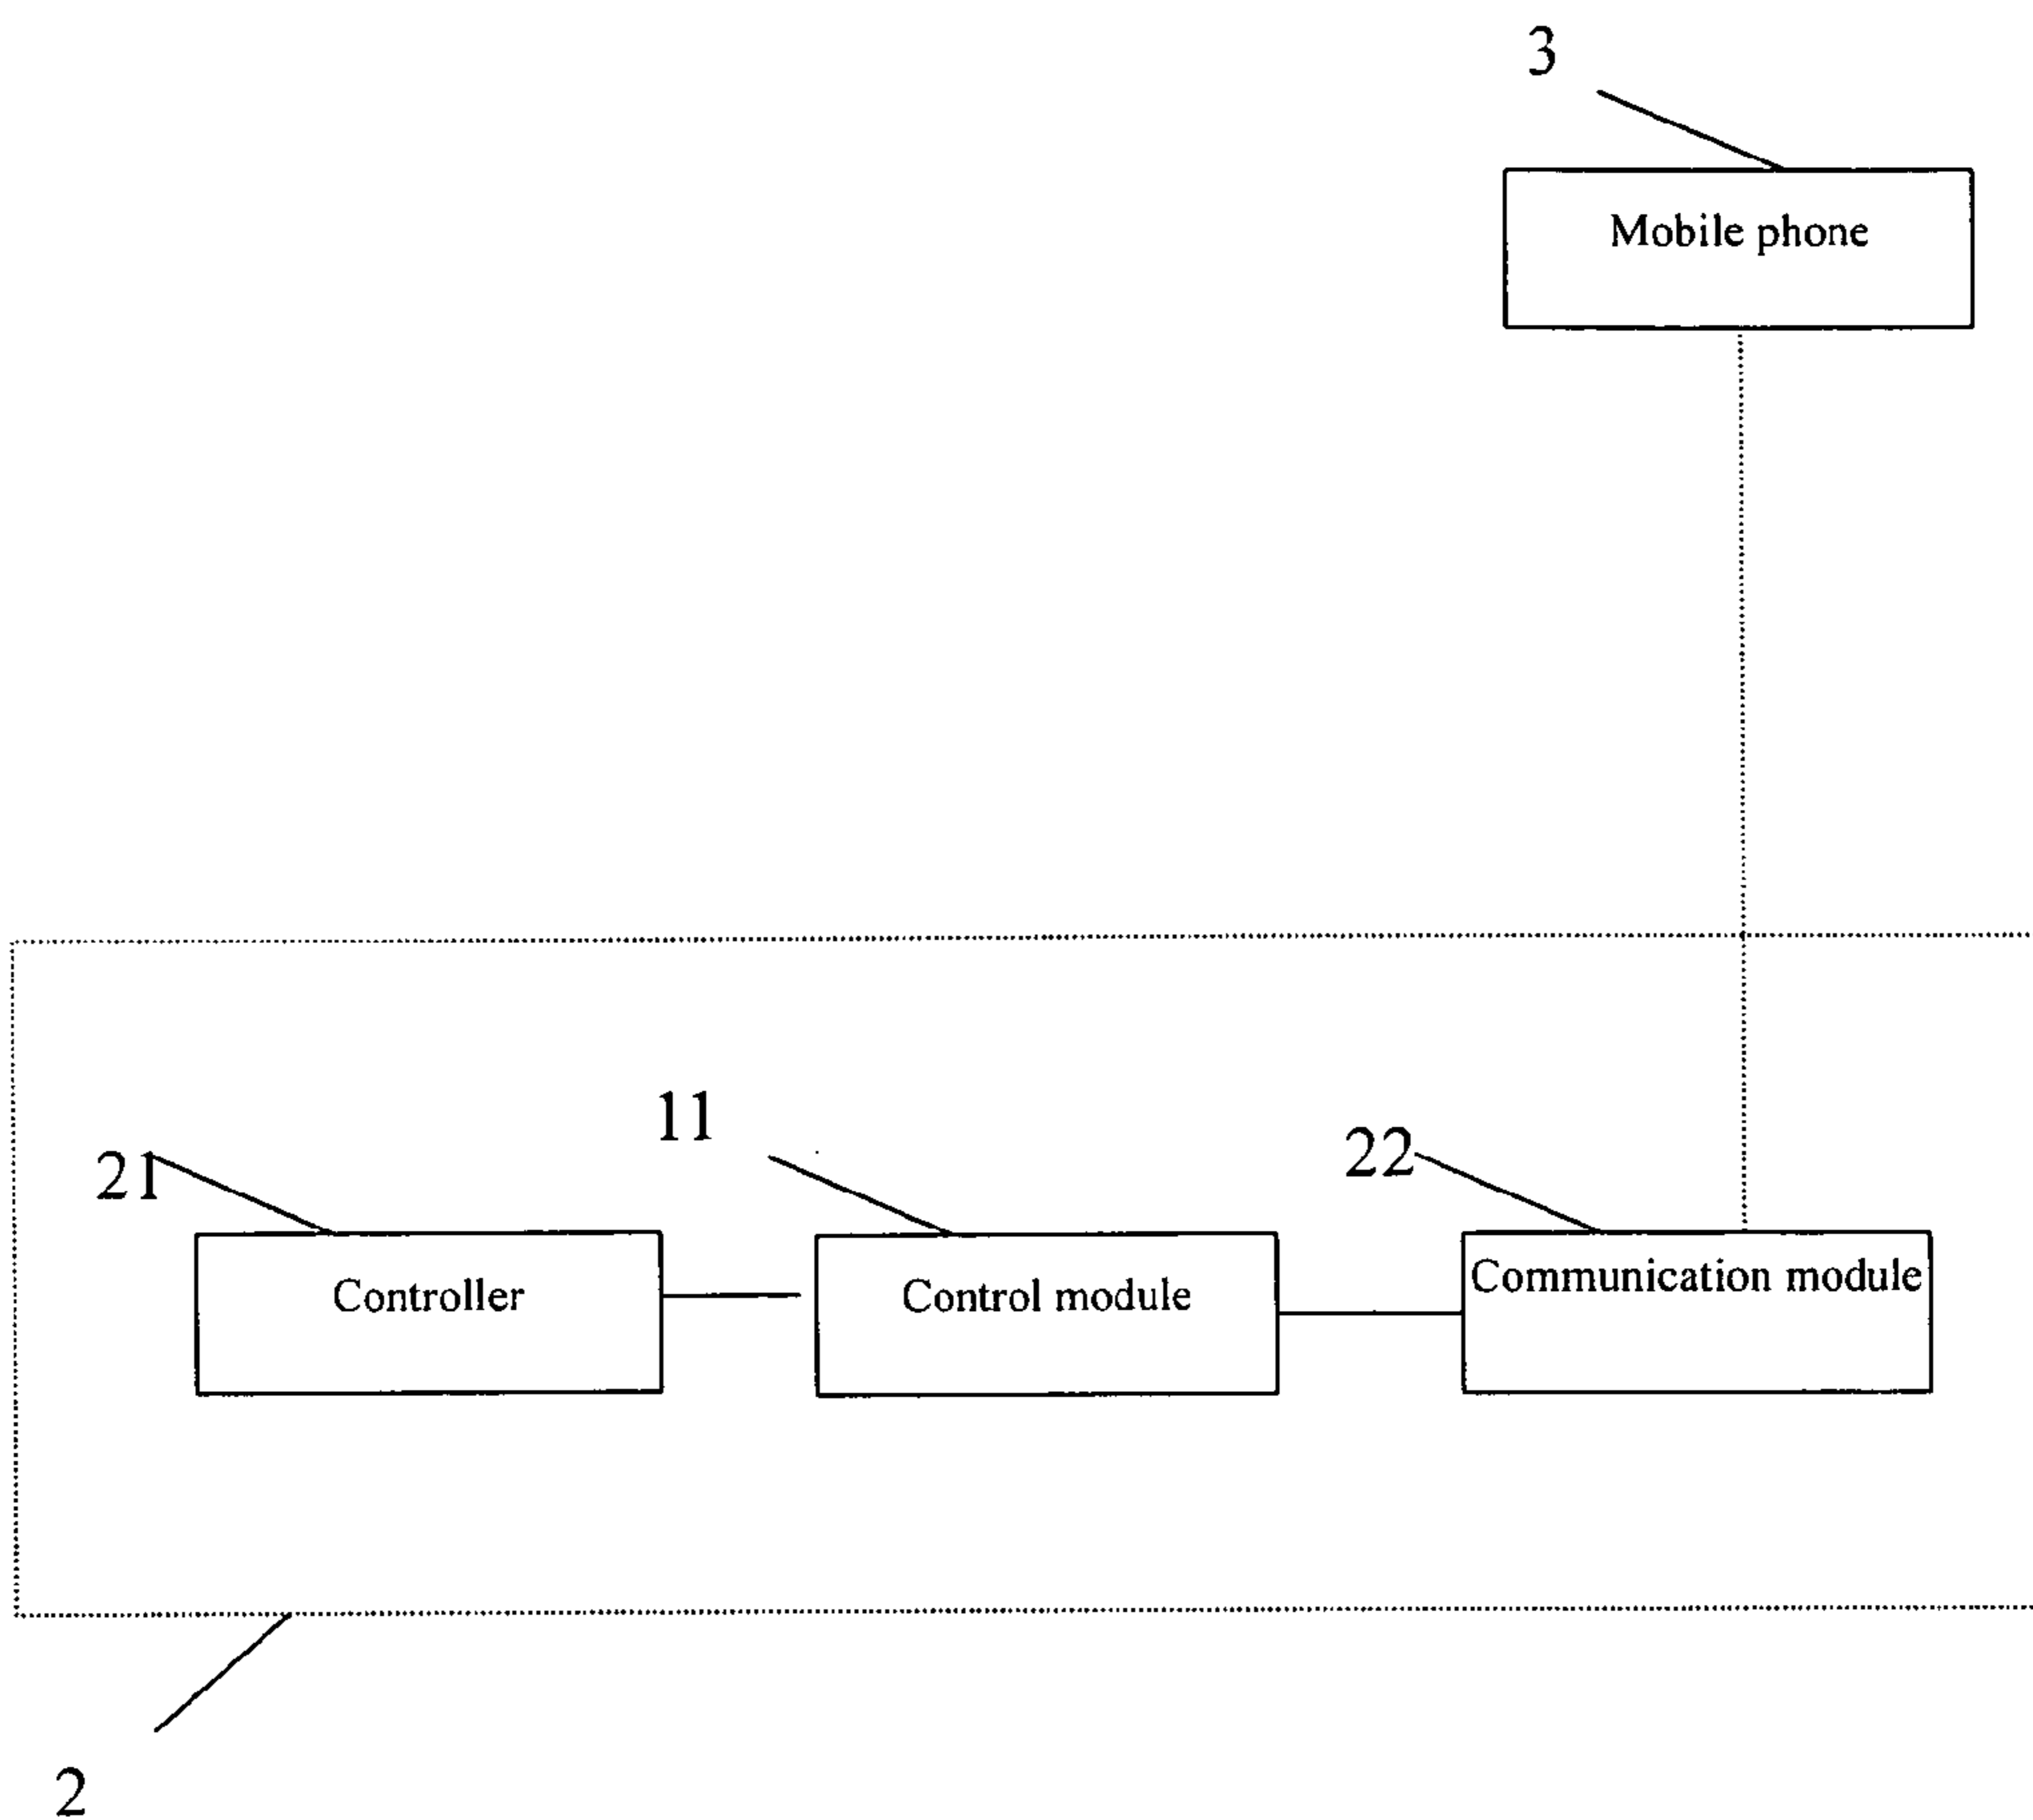 3
Mobile phone
11
21
22
Controller
Control module
Communication module
2